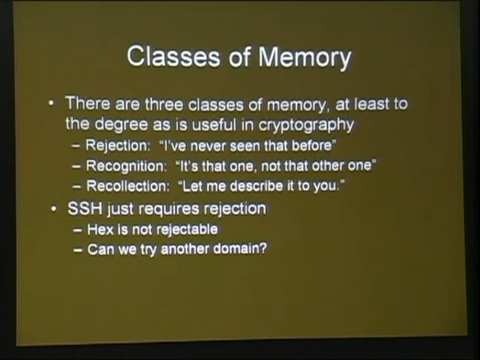 Classes of Memory
• There are three classes of memory, at least to
the degree as is useful in cryptography
– Rejection: "I've never seen that before"
– Recognition: "It's that one, not that other one"
– Recollection: "Let me describe it to you."
• SSH just requires rejection
– Hex is not rejectable
– Can we try another domain?